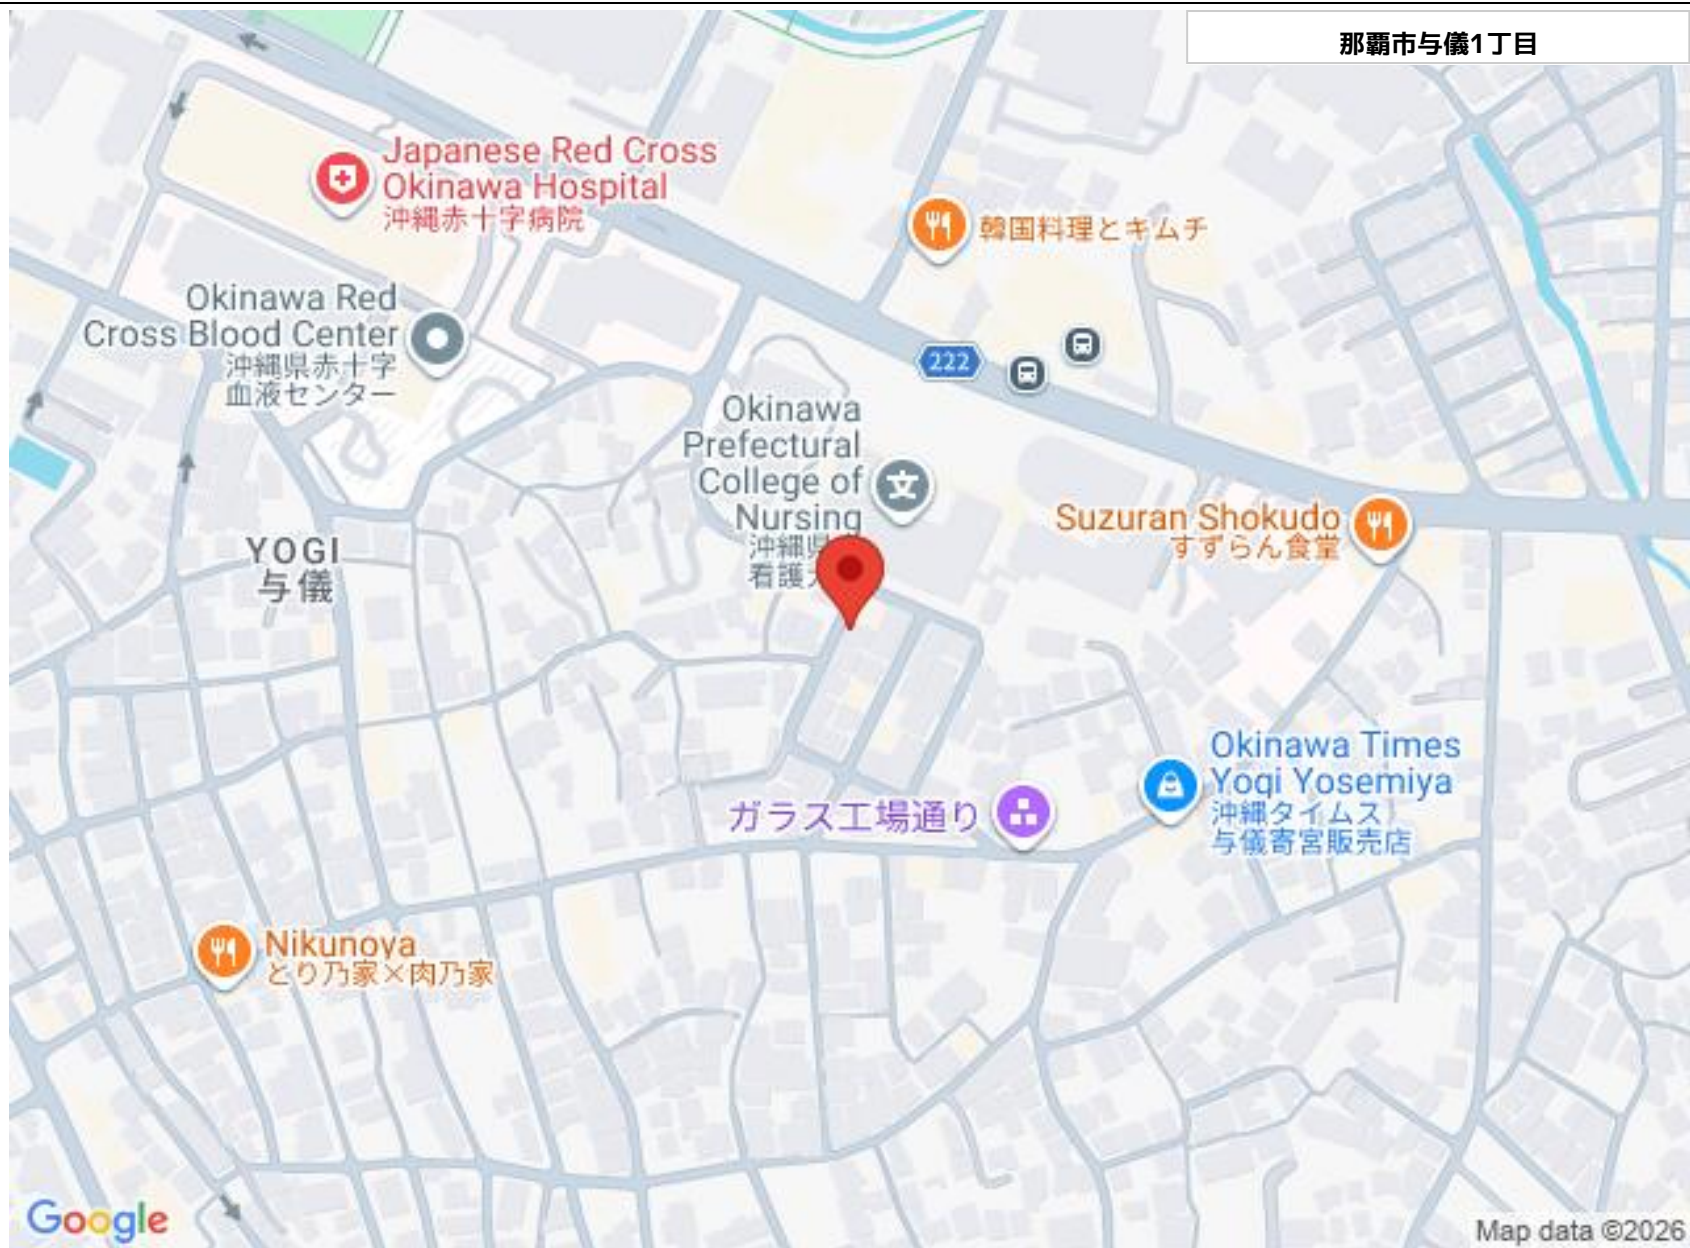 那覇市与儀1丁目
Japanese Red Cross
Okinawa Hospital
沖縄赤十字病院
韓国料理とキムチ
Okinawa Red
Cross Blood Center
沖縄県赤十字
血液センター
222
Okinawa
Prefectural
College of
Nursing
沖縄県
看護
Suzuran Shokudo
すずらん食堂
YOGI
与儀
Okinawa Times
Yogi Yosemiya
沖縄タイムス
与儀寄宮販売店
ガラス工場通り
Nikunoya
とり乃家×肉乃家
Google
Map data ©2026